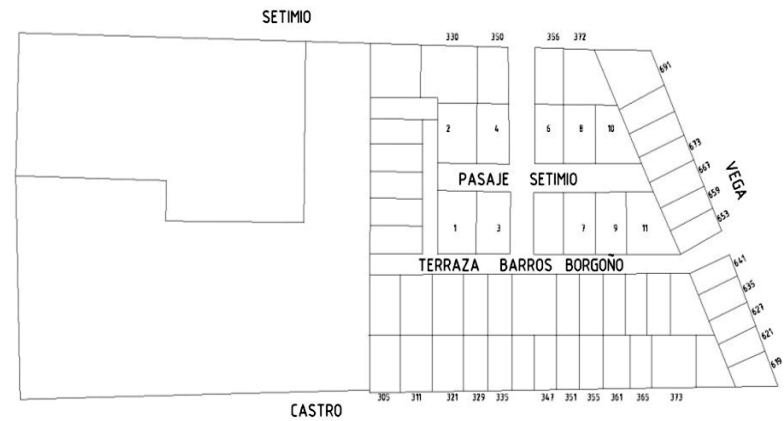 SETIMIO
330 350 356 372
691
2 4 6 8 10
673
667
PASAJE SETIMIO
VEGA
659
653
1 3 7 9 11
TERRAZA BARROS BORGOÑO
641
635
627
621
619
305 311 321 329 335 347 351 355 361 365 373
CASTRO